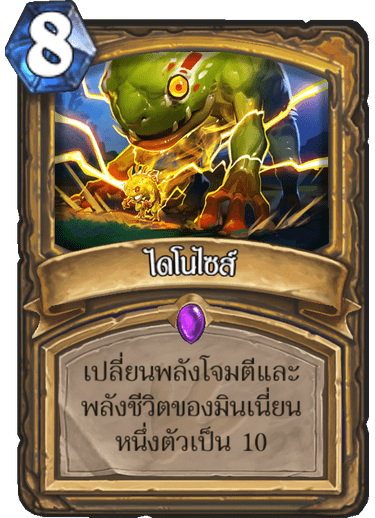 8
ไดโนไซส์
เปลี่ยนพลังโจมตีและ
พลังชีวิตของมินเนี่ยน
หนึ่งตัวเป็น 10